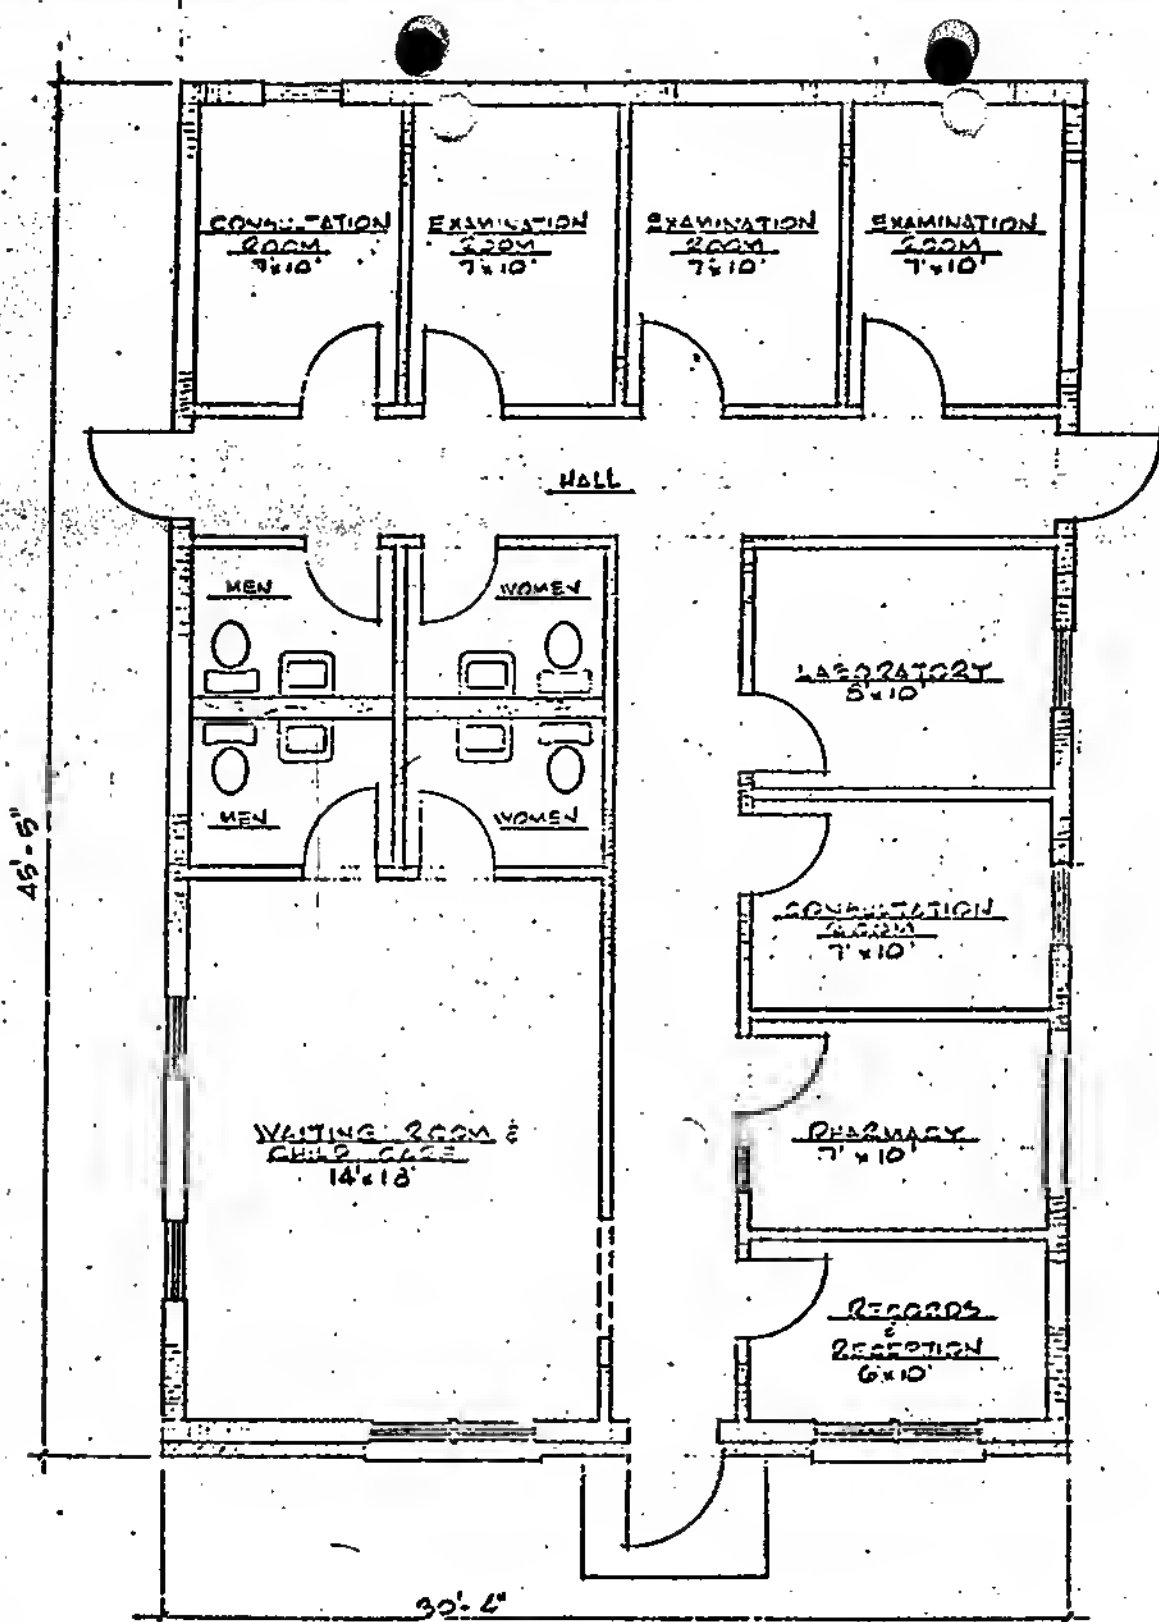 CONSULTATION
ROOM
7'x10'
EXAMINATION
ROOM
7'x10'
EXAMINATION
ROOM
7'x10'
EXAMINATION
ROOM
7'x10'
HALL
MEN
WOMEN
LABORATORY
8'x10'
MEN
WOMEN
45'-5"
CONSULTATION
ROOM
7'x10'
WAITING ROOM &
CHILD CARE
14'x18'
PHARMACY
7'x10'
RECORDS
&
RECEPTION
6'x10'
30'-4"